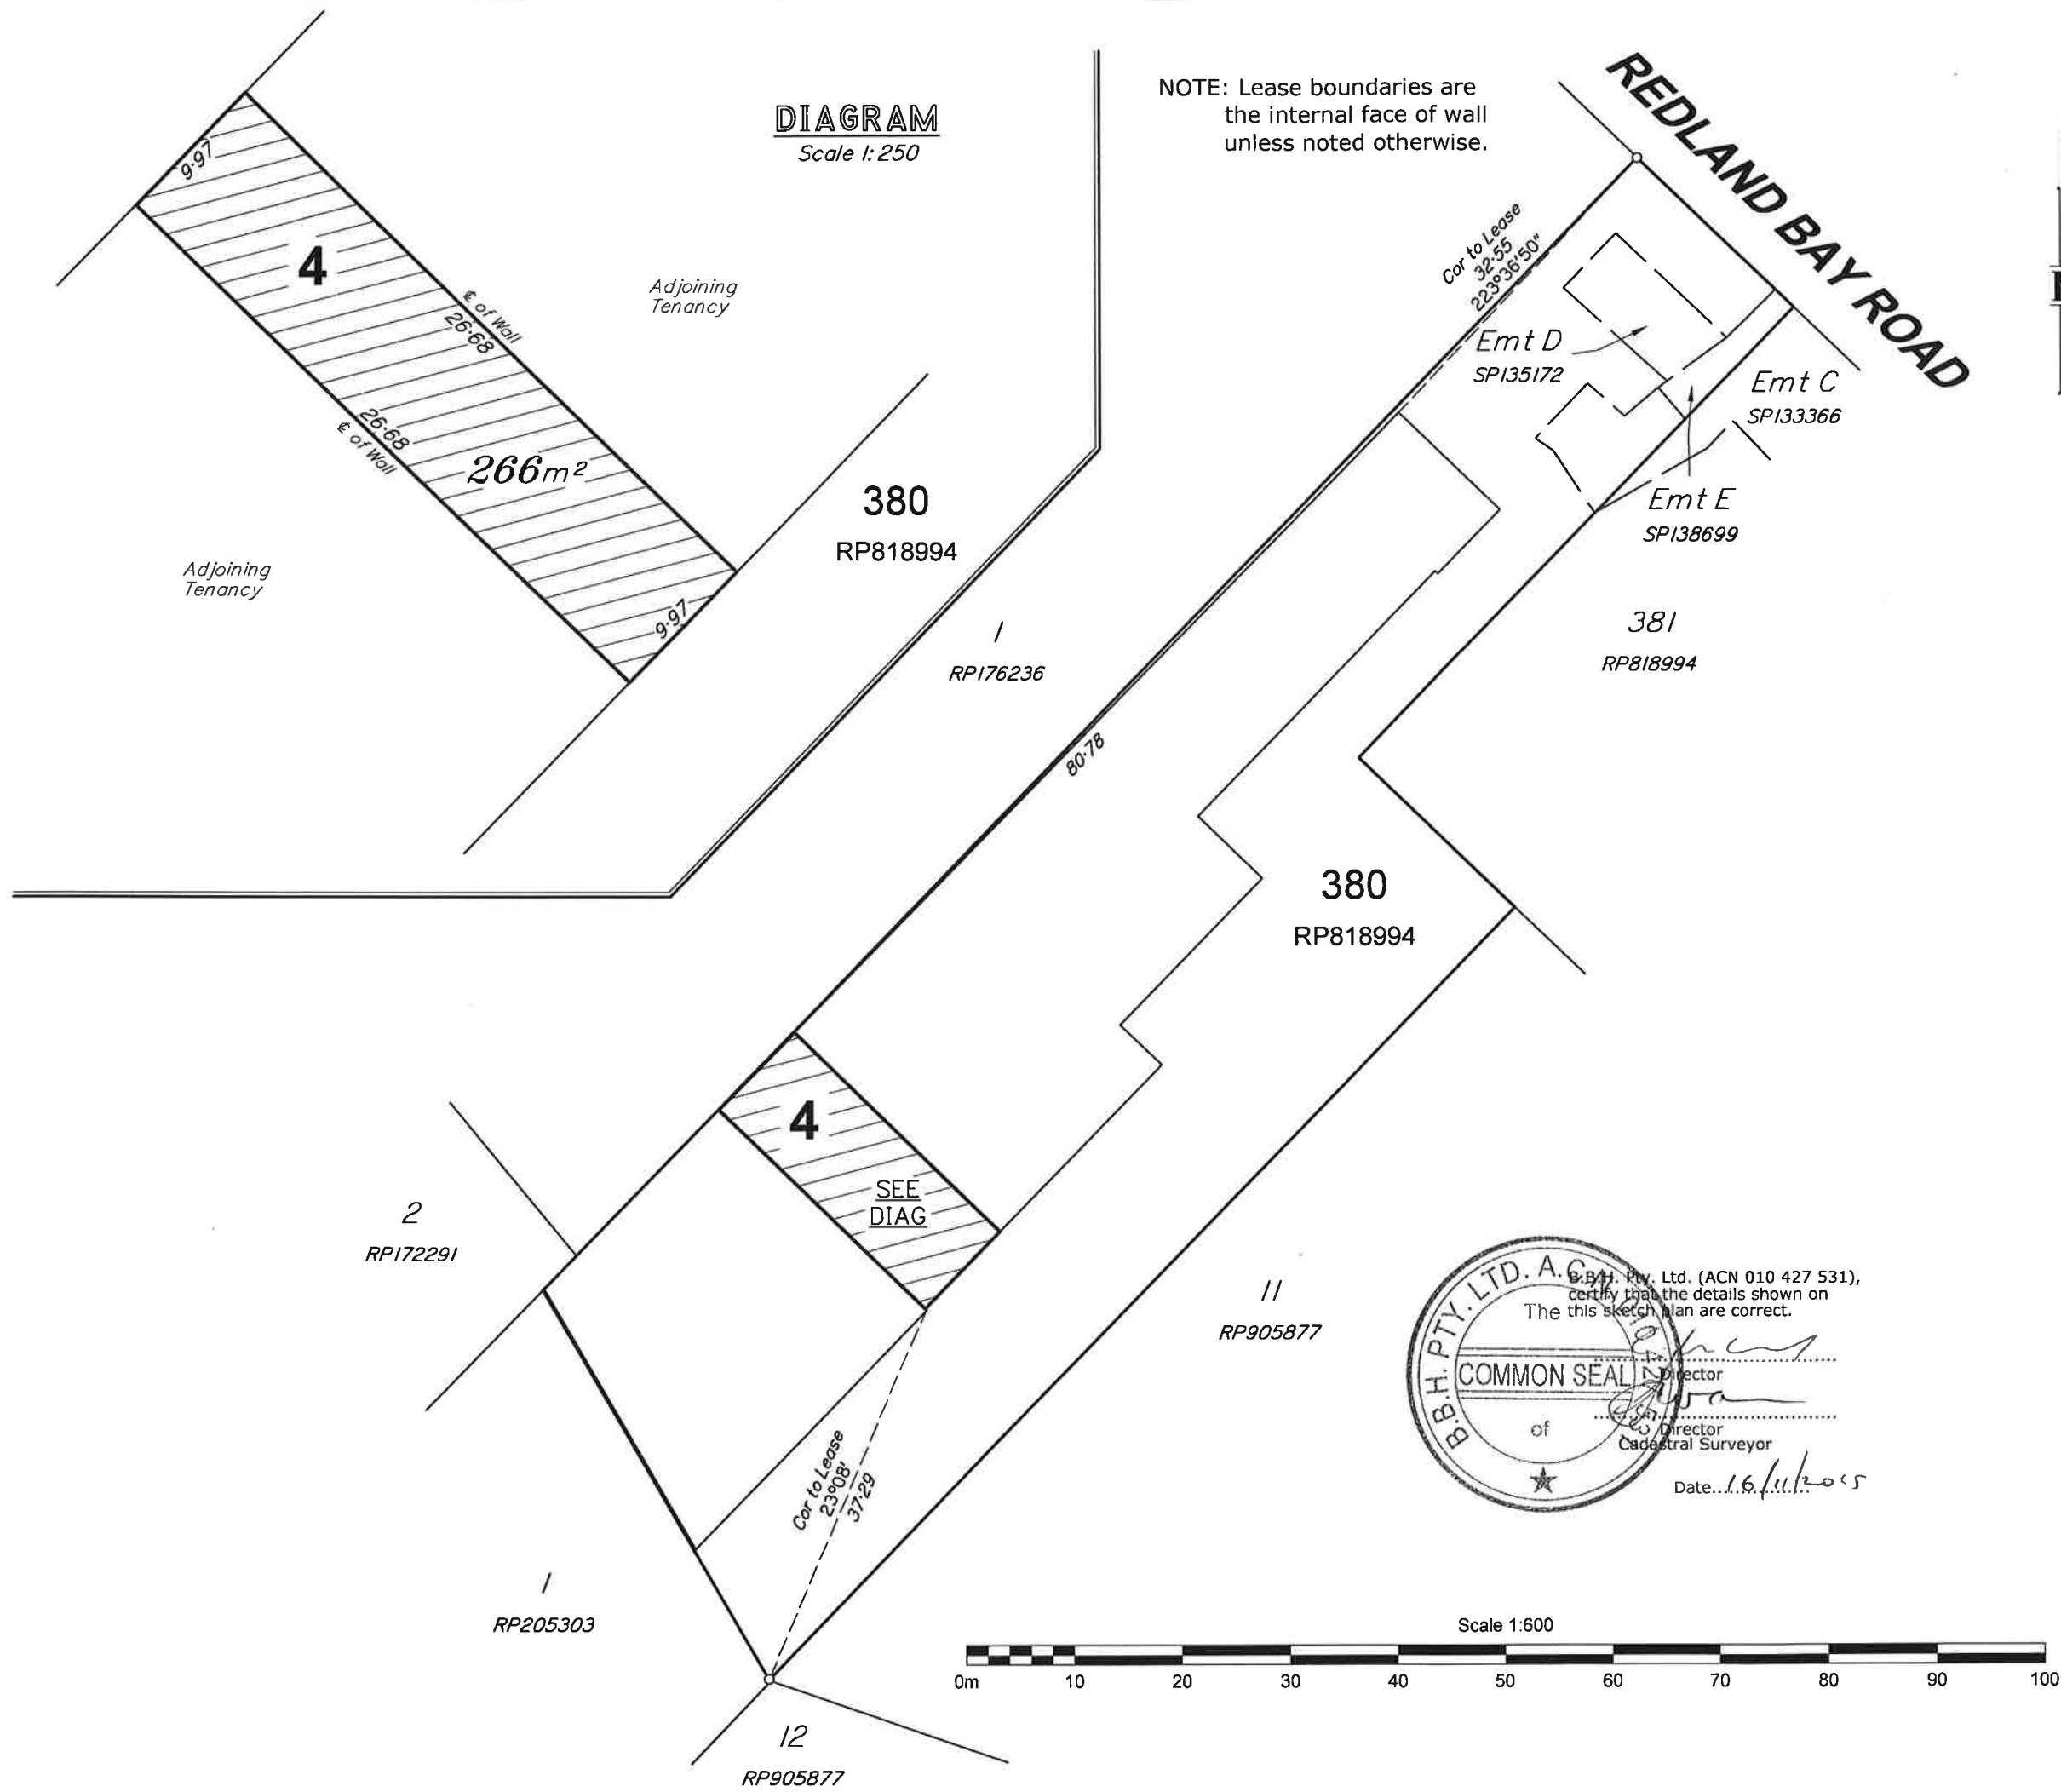 DIAGRAM
Scale 1:250
NOTE: Lease boundaries are
the internal face of wall
unless noted otherwise.
REDLAND BAY ROAD
9·97
4
℄ of Wall
26·68
Adjoining
Tenancy
26·68
℄ of Wall
266m²
9·97
Adjoining
Tenancy
380
RP818994
Cor to Lease
32·55
223°36'50"
Emt D
SP135172
Emt C
SP133366
Emt E
SP138699
1
RP176236
381
RP818994
80·78
380
RP818994
4
SEE
DIAG
2
RP172291
11
RP905877
Cor to Lease
23°08'
37·29
1
RP205303
12
RP905877
B.B.H. Pty. Ltd. (ACN 010 427 531),
certify that the details shown on
this sketch plan are correct.
B.B.H. PTY. LTD. A.C.N. 010 427 531
The
COMMON SEAL
of
Director
Director
Cadastral Surveyor
Date 16/11/2015
Scale 1:600
0m 10 20 30 40 50 60 70 80 90 100